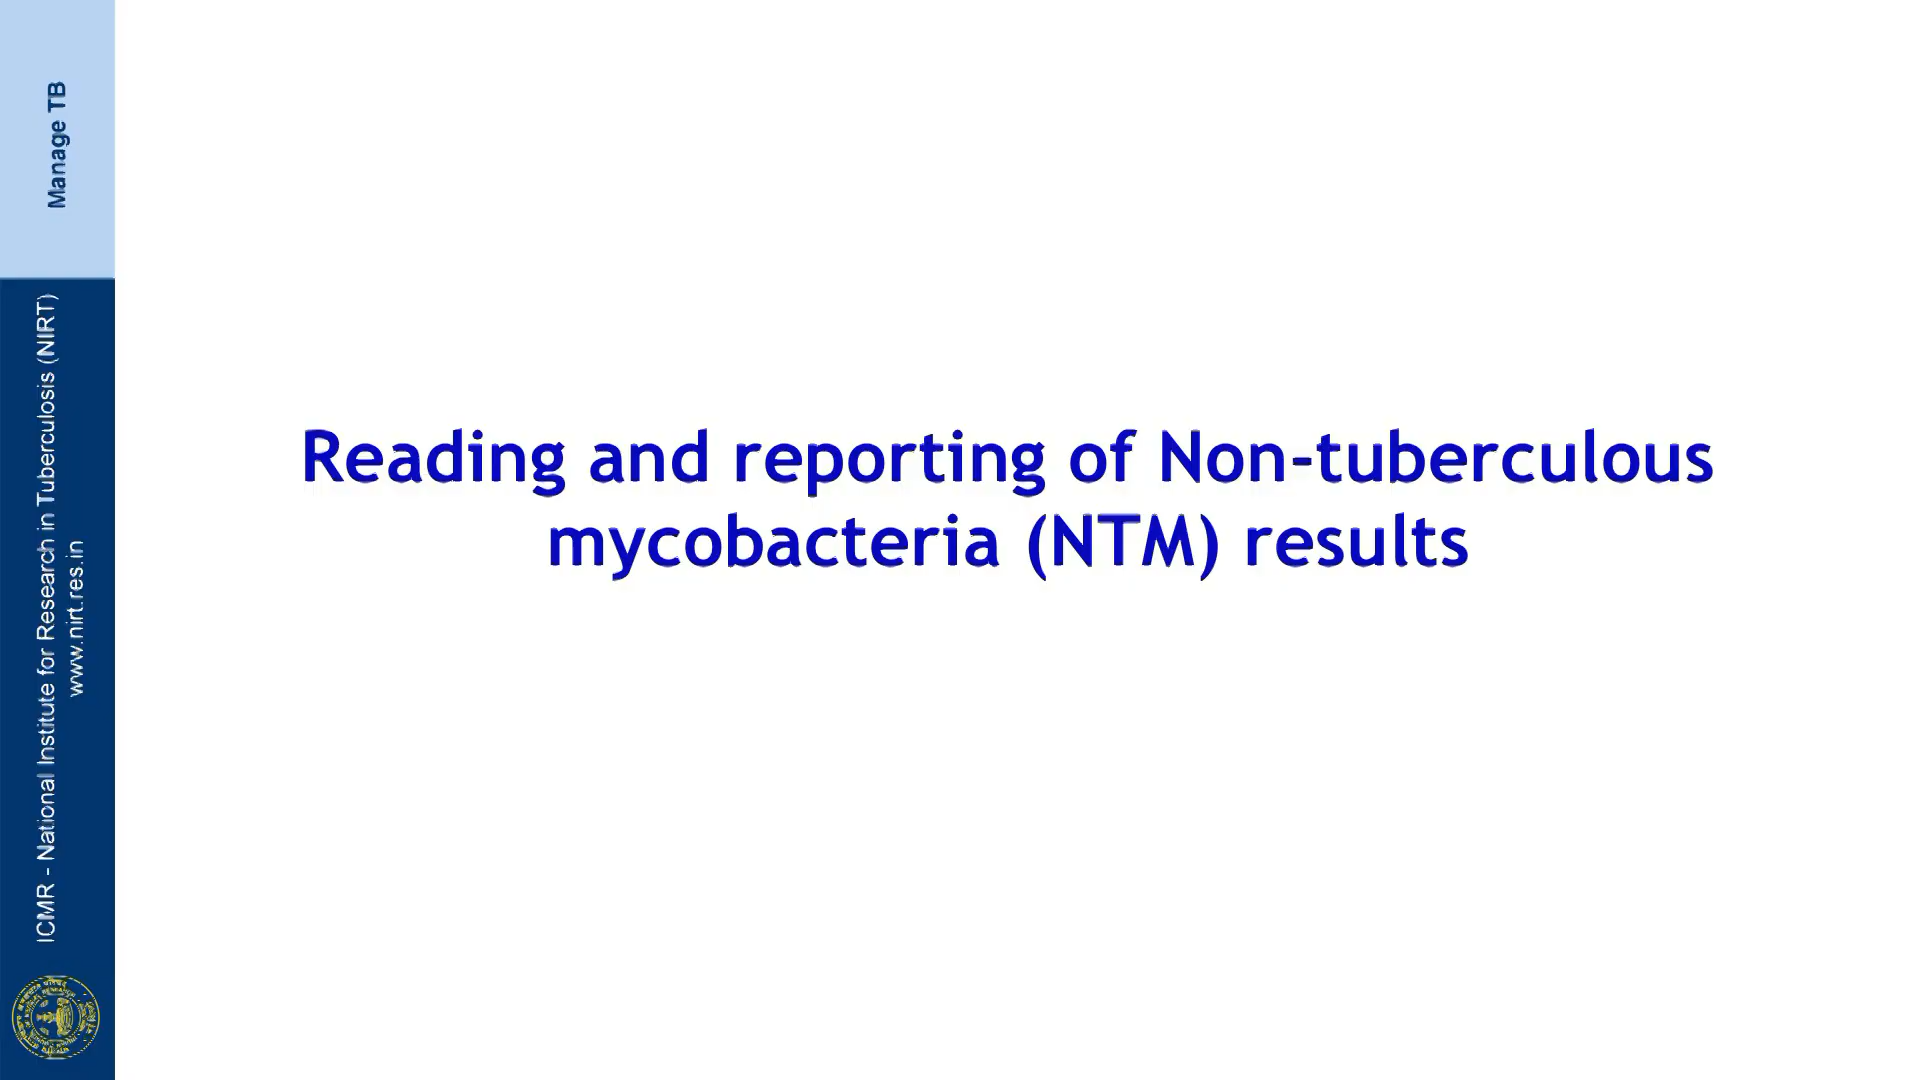 Manage TB
ICMR - National Institute for Research in Tuberculosis (NIRT)
www.nirt.res.in
Reading and reporting of Non-tuberculous
mycobacteria (NTM) results